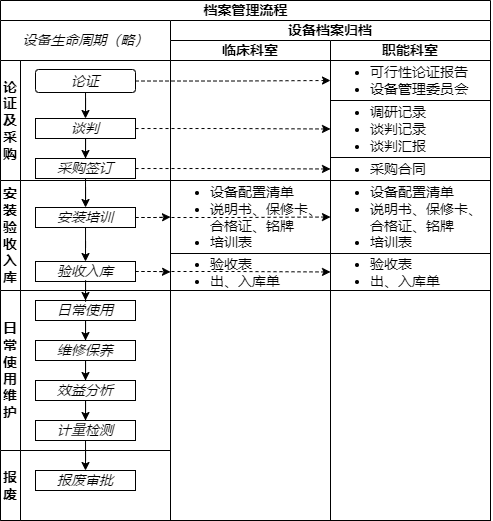 档案管理流程
设备生命周期（略）
设备档案归档
临床科室
职能科室
论证及采购
论证
• 可行性论证报告
• 设备管理委员会
谈判
• 调研记录
• 谈判记录
• 谈判汇报
采购签订
• 采购合同
安装验收入库
安装培训
• 设备配置清单
• 说明书、保修卡、
合格证、铭牌
• 培训表
• 设备配置清单
• 说明书、保修卡、
合格证、铭牌
• 培训表
验收入库
• 验收表
• 出、入库单
• 验收表
• 出、入库单
日常使用维护
日常使用
维修保养
效益分析
计量检测
报废
报废审批